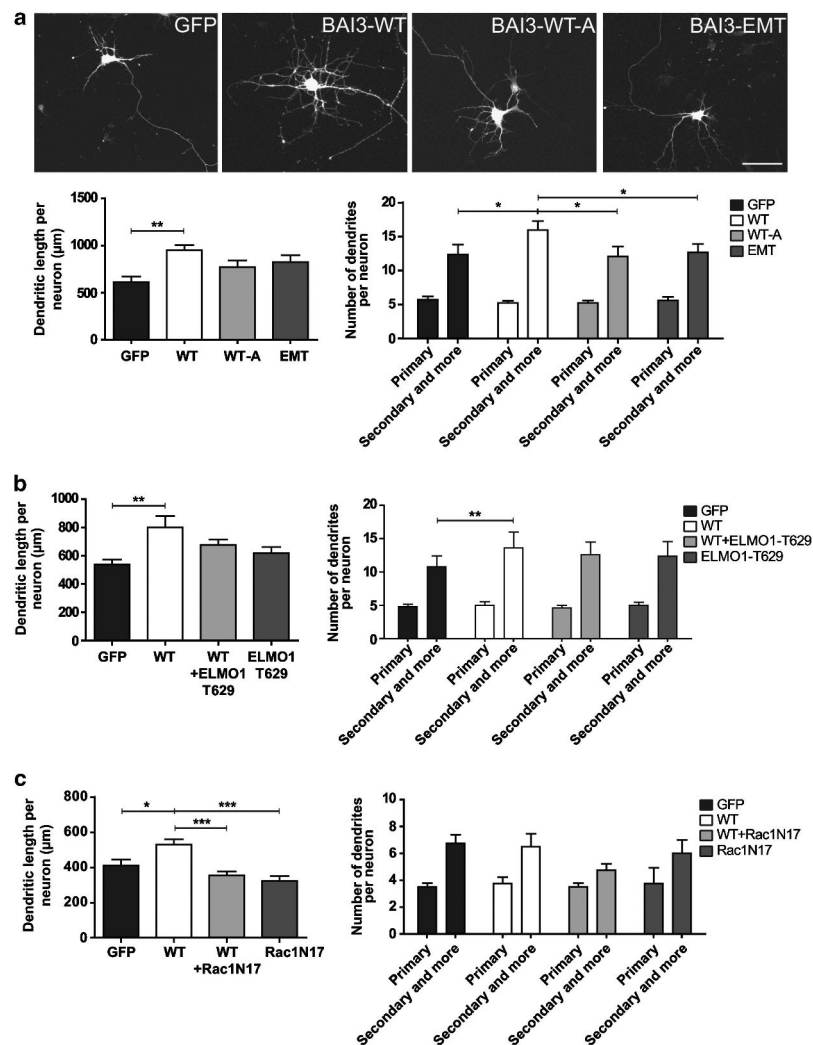 a
GFP
BAI3-WT
BAI3-WT-A
BAI3-EMT
Dendritic length per
neuron (µm)
1500
1000
500
0
**
GFP
WT
WT-A
EMT
Number of dendrites
per neuron
20
15
10
5
0
*
*
*
Primary
Secondary and more
Primary
Secondary and more
Primary
Secondary and more
Primary
Secondary and more
GFP
WT
WT-A
EMT
b
Dendritic length per
neuron (µm)
1000
800
600
400
200
0
**
GFP
WT
WT
+ELMO1
T629
ELMO1
T629
Number of dendrites
per neuron
20
15
10
5
0
**
Primary
Secondary and more
Primary
Secondary and more
Primary
Secondary and more
Primary
Secondary and more
GFP
WT
WT+ELMO1-T629
ELMO1-T629
c
Dendritic length per
neuron (µm)
800
600
400
200
0
*
***
***
GFP
WT
WT
+Rac1N17
Rac1N17
Number of dendrites
per neuron
10
8
6
4
2
0
Primary
Secondary and more
Primary
Secondary and more
Primary
Secondary and more
Primary
Secondary and more
GFP
WT
WT+Rac1N17
Rac1N17